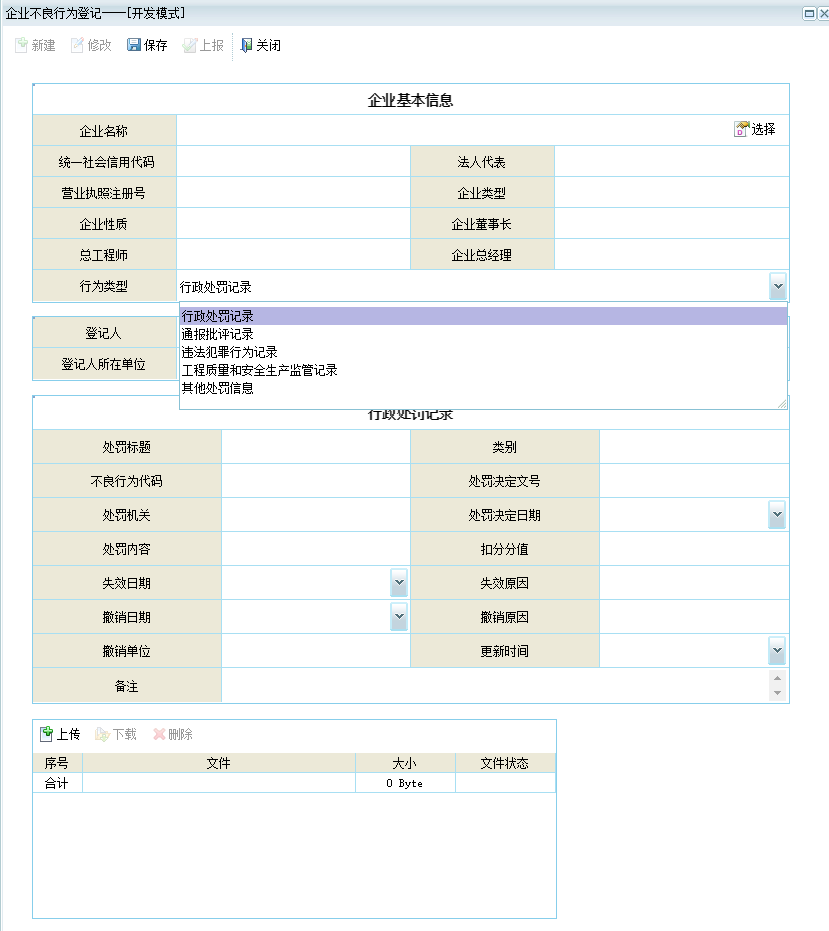 企业不良行为登记——[开发模式]
新建 修改 保存 上报 关闭
企业基本信息
企业名称 选择
统一社会信用代码 法人代表
营业执照注册号 企业类型
企业性质 企业董事长
总工程师 企业总经理
行为类型 行政处罚记录
行政处罚记录
通报批评记录
违法犯罪行为记录
工程质量和安全生产监管记录
其他处罚信息
登记人
登记人所在单位
行政处罚记录
处罚标题 类别
不良行为代码 处罚决定文号
处罚机关 处罚决定日期
处罚内容 扣分分值
失效日期 失效原因
撤销日期 撤销原因
撤销单位 更新时间
备注
上传 下载 删除
序号 文件 大小 文件状态
合计 0 Byte